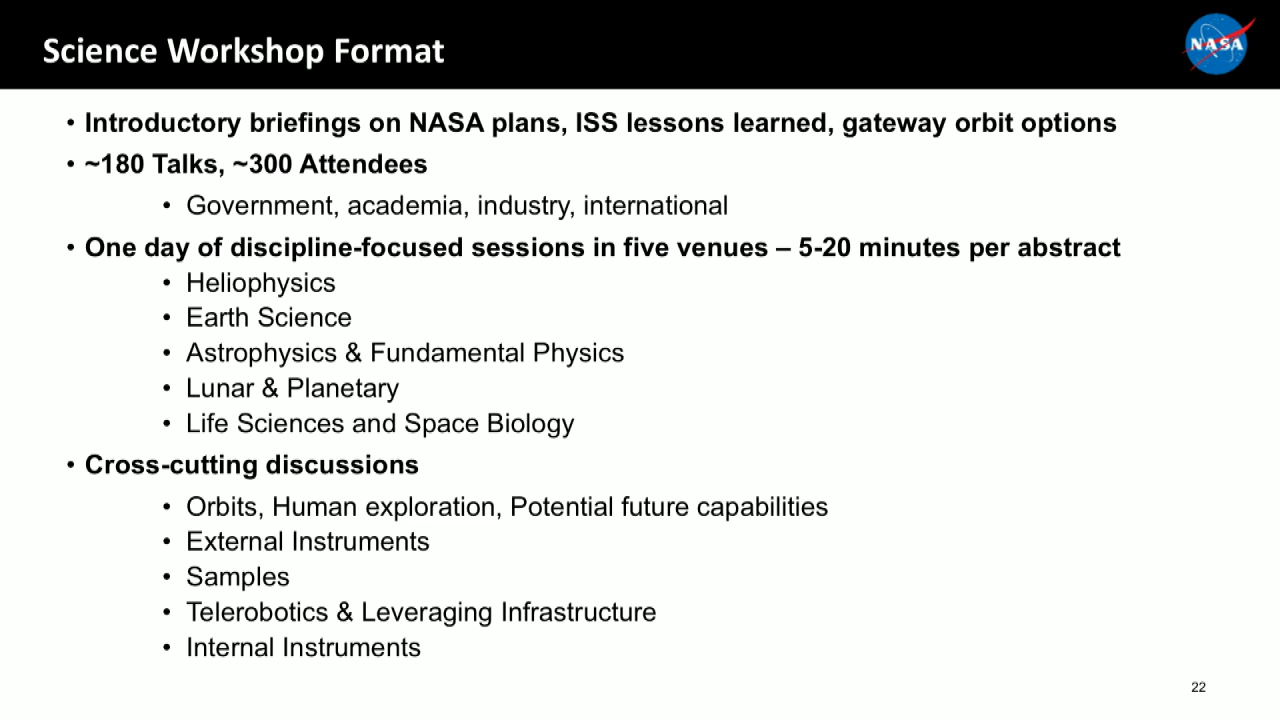 Science Workshop Format
NASA
• Introductory briefings on NASA plans, ISS lessons learned, gateway orbit options
• ~180 Talks, ~300 Attendees
• Government, academia, industry, international
• One day of discipline-focused sessions in five venues – 5-20 minutes per abstract
• Heliophysics
• Earth Science
• Astrophysics & Fundamental Physics
• Lunar & Planetary
• Life Sciences and Space Biology
• Cross-cutting discussions
• Orbits, Human exploration, Potential future capabilities
• External Instruments
• Samples
• Telerobotics & Leveraging Infrastructure
• Internal Instruments
22